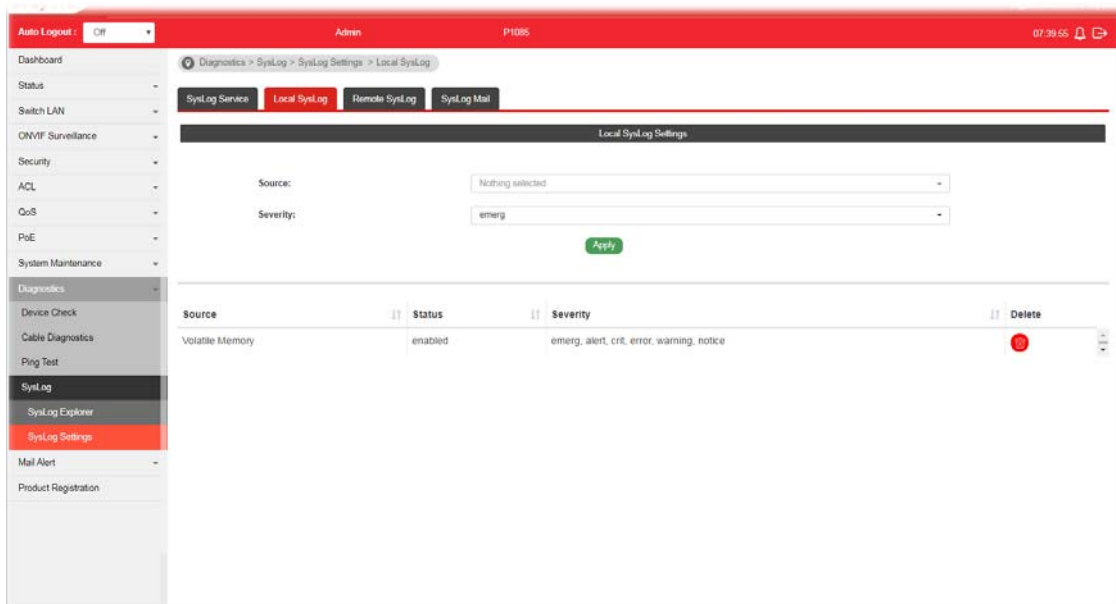 Auto Logout : Off Admin P1085 07:39:55
Dashboard
Status
Switch LAN
ONVIF Surveillance
Security
ACL
QoS
PoE
System Maintenance
Diagnostics
Device Check
Cable Diagnostics
Ping Test
SysLog
SysLog Explorer
SysLog Settings
Mail Alert
Product Registration
Diagnostics > SysLog > SysLog Settings > Local SysLog
SysLog Service Local SysLog Remote SysLog SysLog Mail
Local SysLog Settings
Source: Nothing selected
Severity: emerg
Apply
Source Status Severity Delete
Volatile Memory enabled emerg, alert, crit, error, warning, notice